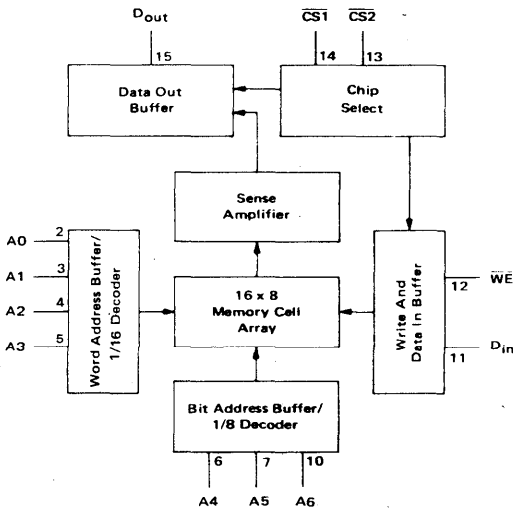 Dout
CS1
CS2
15
14
13
Data Out
Buffer
Chip
Select
Sense
Amplifier
A0
2
A1
3
A2
4
A3
5
Word Address Buffer/
1/16 Decoder
16 x 8
Memory Cell
Array
Write And
Data In Buffer
WE
12
Din
11
Bit Address Buffer/
1/8 Decoder
6
7
10
A4
A5
A6